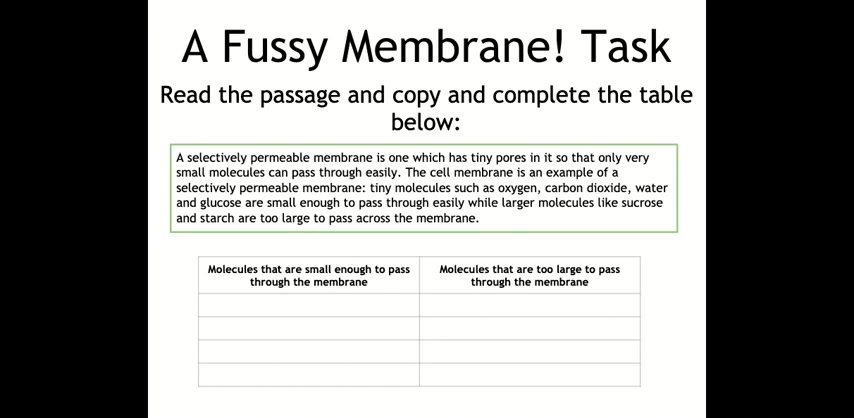 A Fussy Membrane! Task
Read the passage and copy and complete the table
below:
A selectively permeable membrane is one which has tiny pores in it so that only very
small molecules can pass through easily. The cell membrane is an example of a
selectively permeable membrane: tiny molecules such as oxygen, carbon dioxide, water
and glucose are small enough to pass through easily while larger molecules like sucrose
and starch are too large to pass across the membrane.
Molecules that are small enough to pass
through the membrane
Molecules that are too large to pass
through the membrane